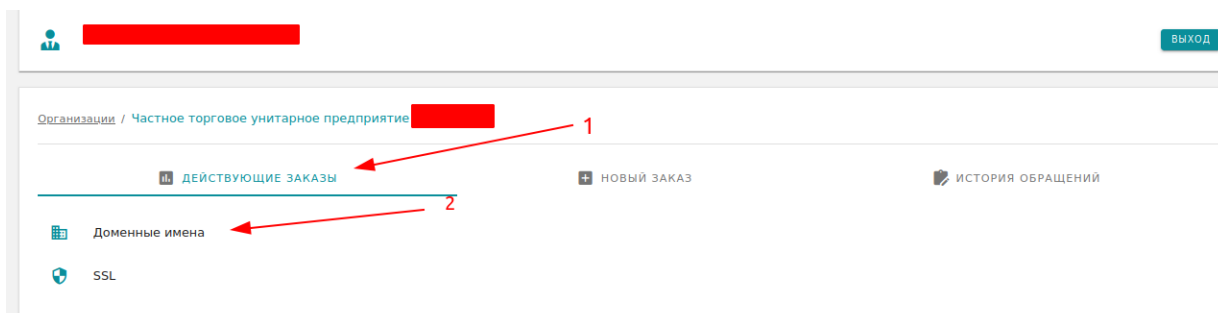 ВЫХОД
Организации / Частное торговое унитарное предприятие
1
ДЕЙСТВУЮЩИЕ ЗАКАЗЫ НОВЫЙ ЗАКАЗ ИСТОРИЯ ОБРАЩЕНИЙ
2
Доменные имена
SSL